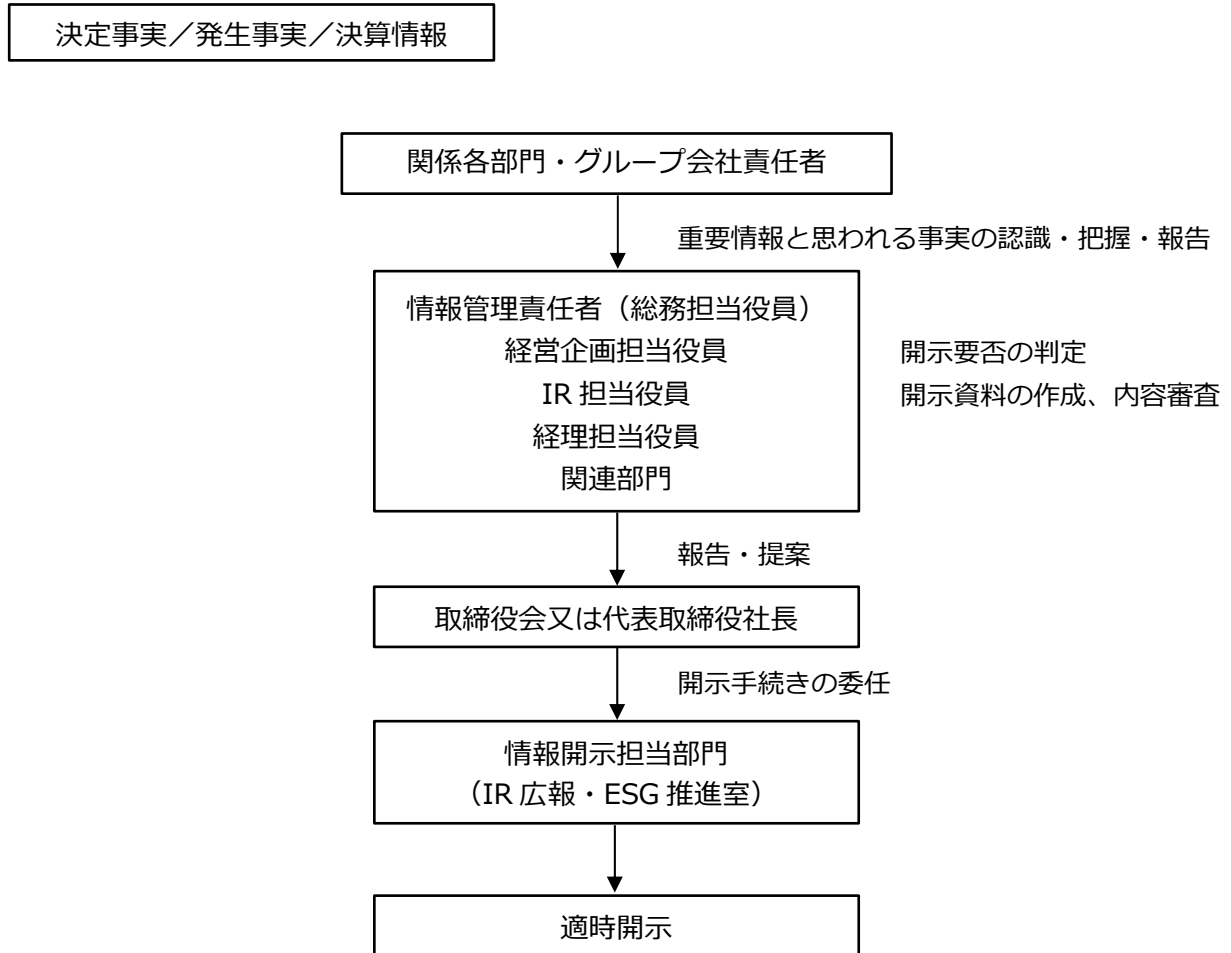 決定事実／発生事実／決算情報
関係各部門・グループ会社責任者
重要情報と思われる事実の認識・把握・報告
情報管理責任者（総務担当役員）
経営企画担当役員
IR 担当役員
経理担当役員
関連部門
開示要否の判定
開示資料の作成、内容審査
報告・提案
取締役会又は代表取締役社長
開示手続きの委任
情報開示担当部門
（IR 広報・ESG 推進室）
適時開示